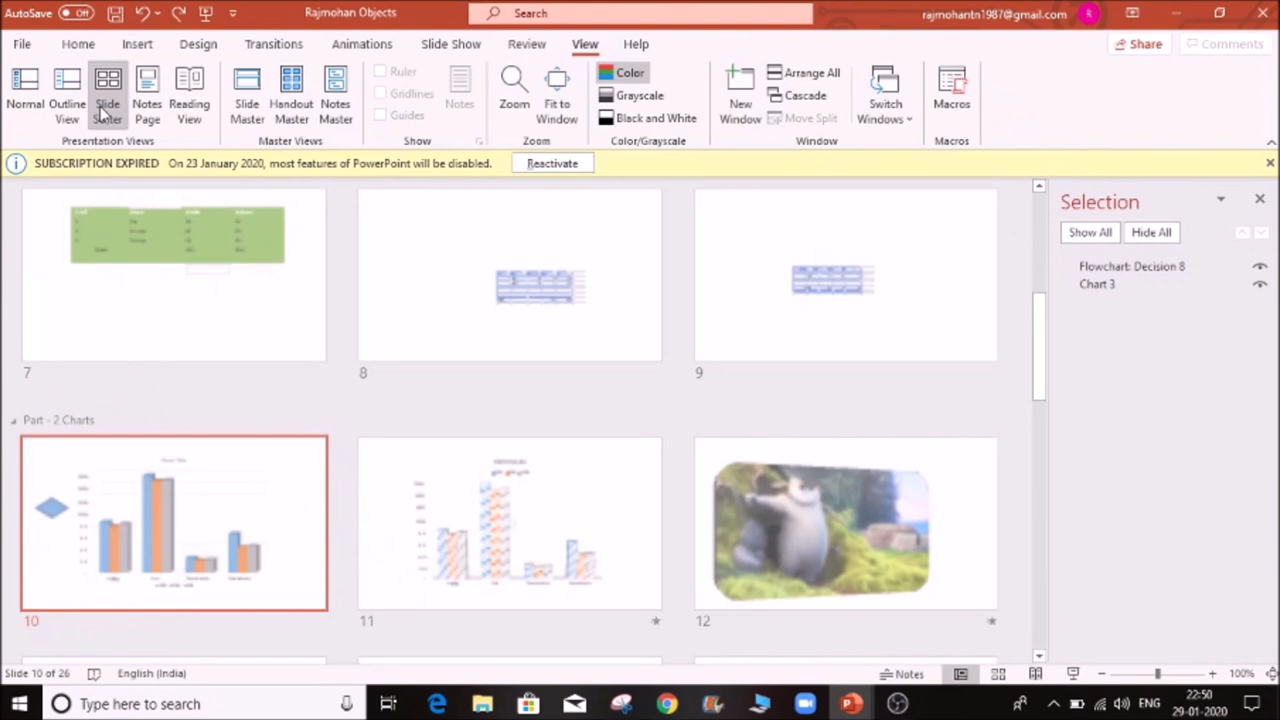 AutoSave Off Rajmohan Objects Search rajmohantn1987@gmail.com R
File Home Insert Design Transitions Animations Slide Show Review View Help Share Comments
Normal Outline View Slide Sorter Notes Page Reading View
Presentation Views
Slide Master Handout Master Notes Master
Master Views
Ruler
Gridlines
Guides
Notes
Show
Zoom Fit to Window
Zoom
Color
Grayscale
Black and White
Color/Grayscale
New Window
Arrange All
Cascade
Move Split
Switch Windows
Window
Macros
Macros
SUBSCRIPTION EXPIRED On 23 January 2020, most features of PowerPoint will be disabled. Reactivate
7 8 9
Part - 2 Charts
Chart Title
10 11 12
Selection
Show All Hide All
Flowchart: Decision 8
Chart 3
Slide 10 of 26 English (India) Notes 100%
Type here to search ENG 22:50
29-01-2020